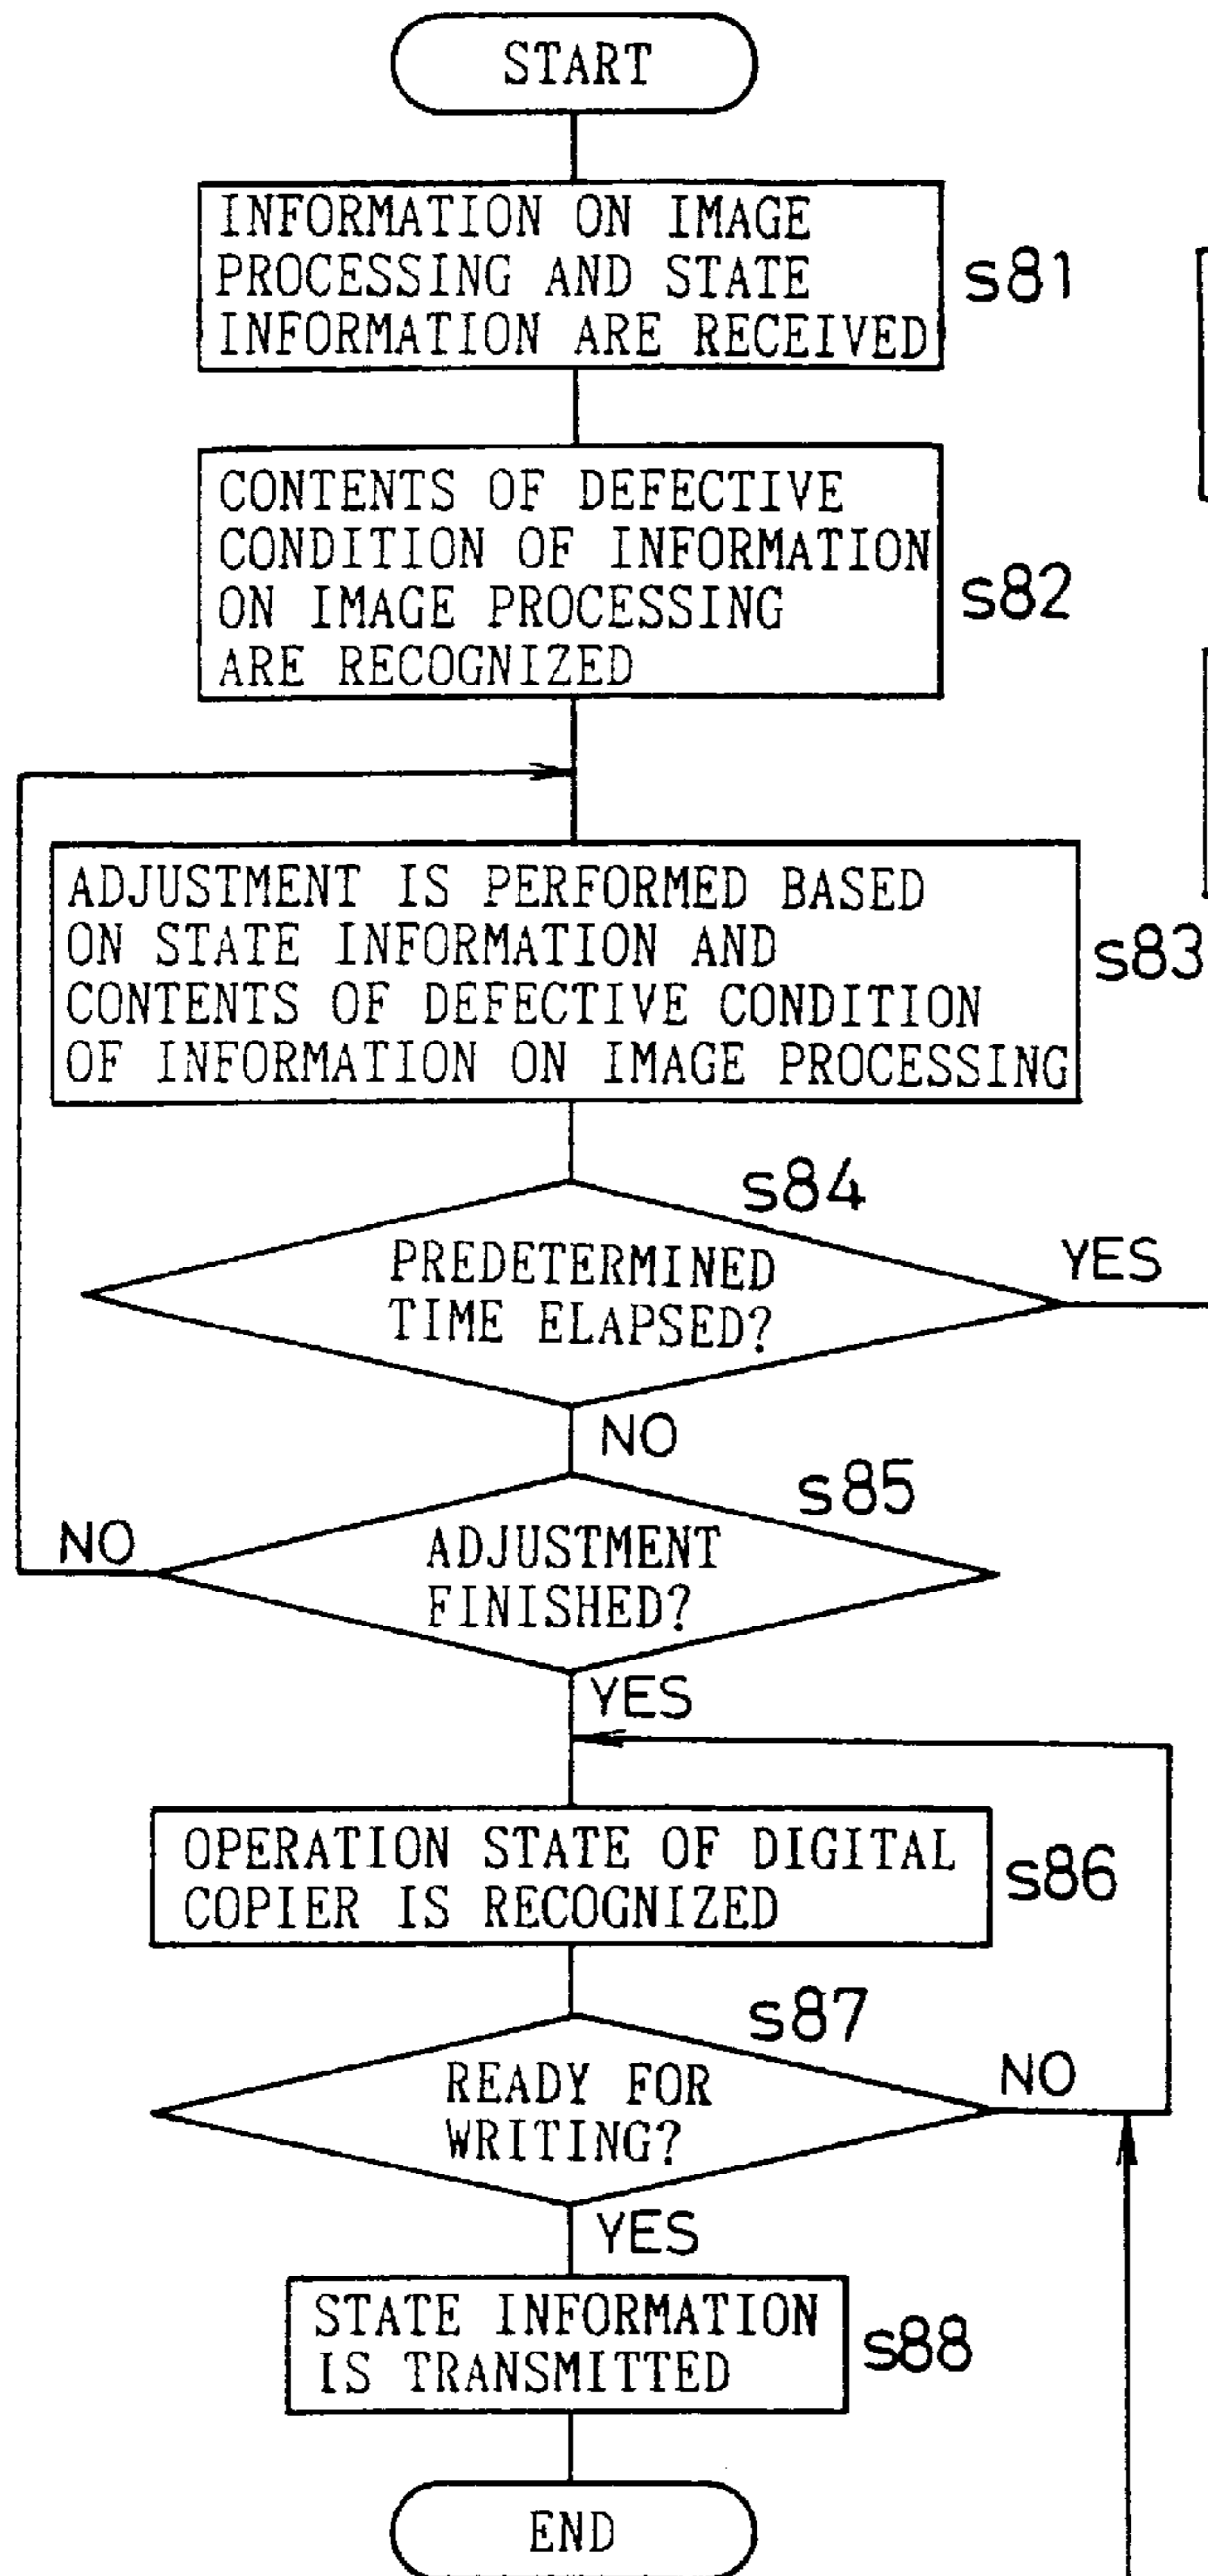 START
INFORMATION ON IMAGE
PROCESSING AND STATE
INFORMATION ARE RECEIVED
s81
CONTENTS OF DEFECTIVE
CONDITION OF INFORMATION
ON IMAGE PROCESSING
ARE RECOGNIZED
s82
ADJUSTMENT IS PERFORMED BASED
ON STATE INFORMATION AND
CONTENTS OF DEFECTIVE CONDITION
OF INFORMATION ON IMAGE PROCESSING
s83
s84
PREDETERMINED
TIME ELAPSED?
YES
NO
s85
ADJUSTMENT
FINISHED?
NO
YES
OPERATION STATE OF DIGITAL
COPIER IS RECOGNIZED
s86
s87
READY FOR
WRITING?
NO
YES
STATE INFORMATION
IS TRANSMITTED
s88
END